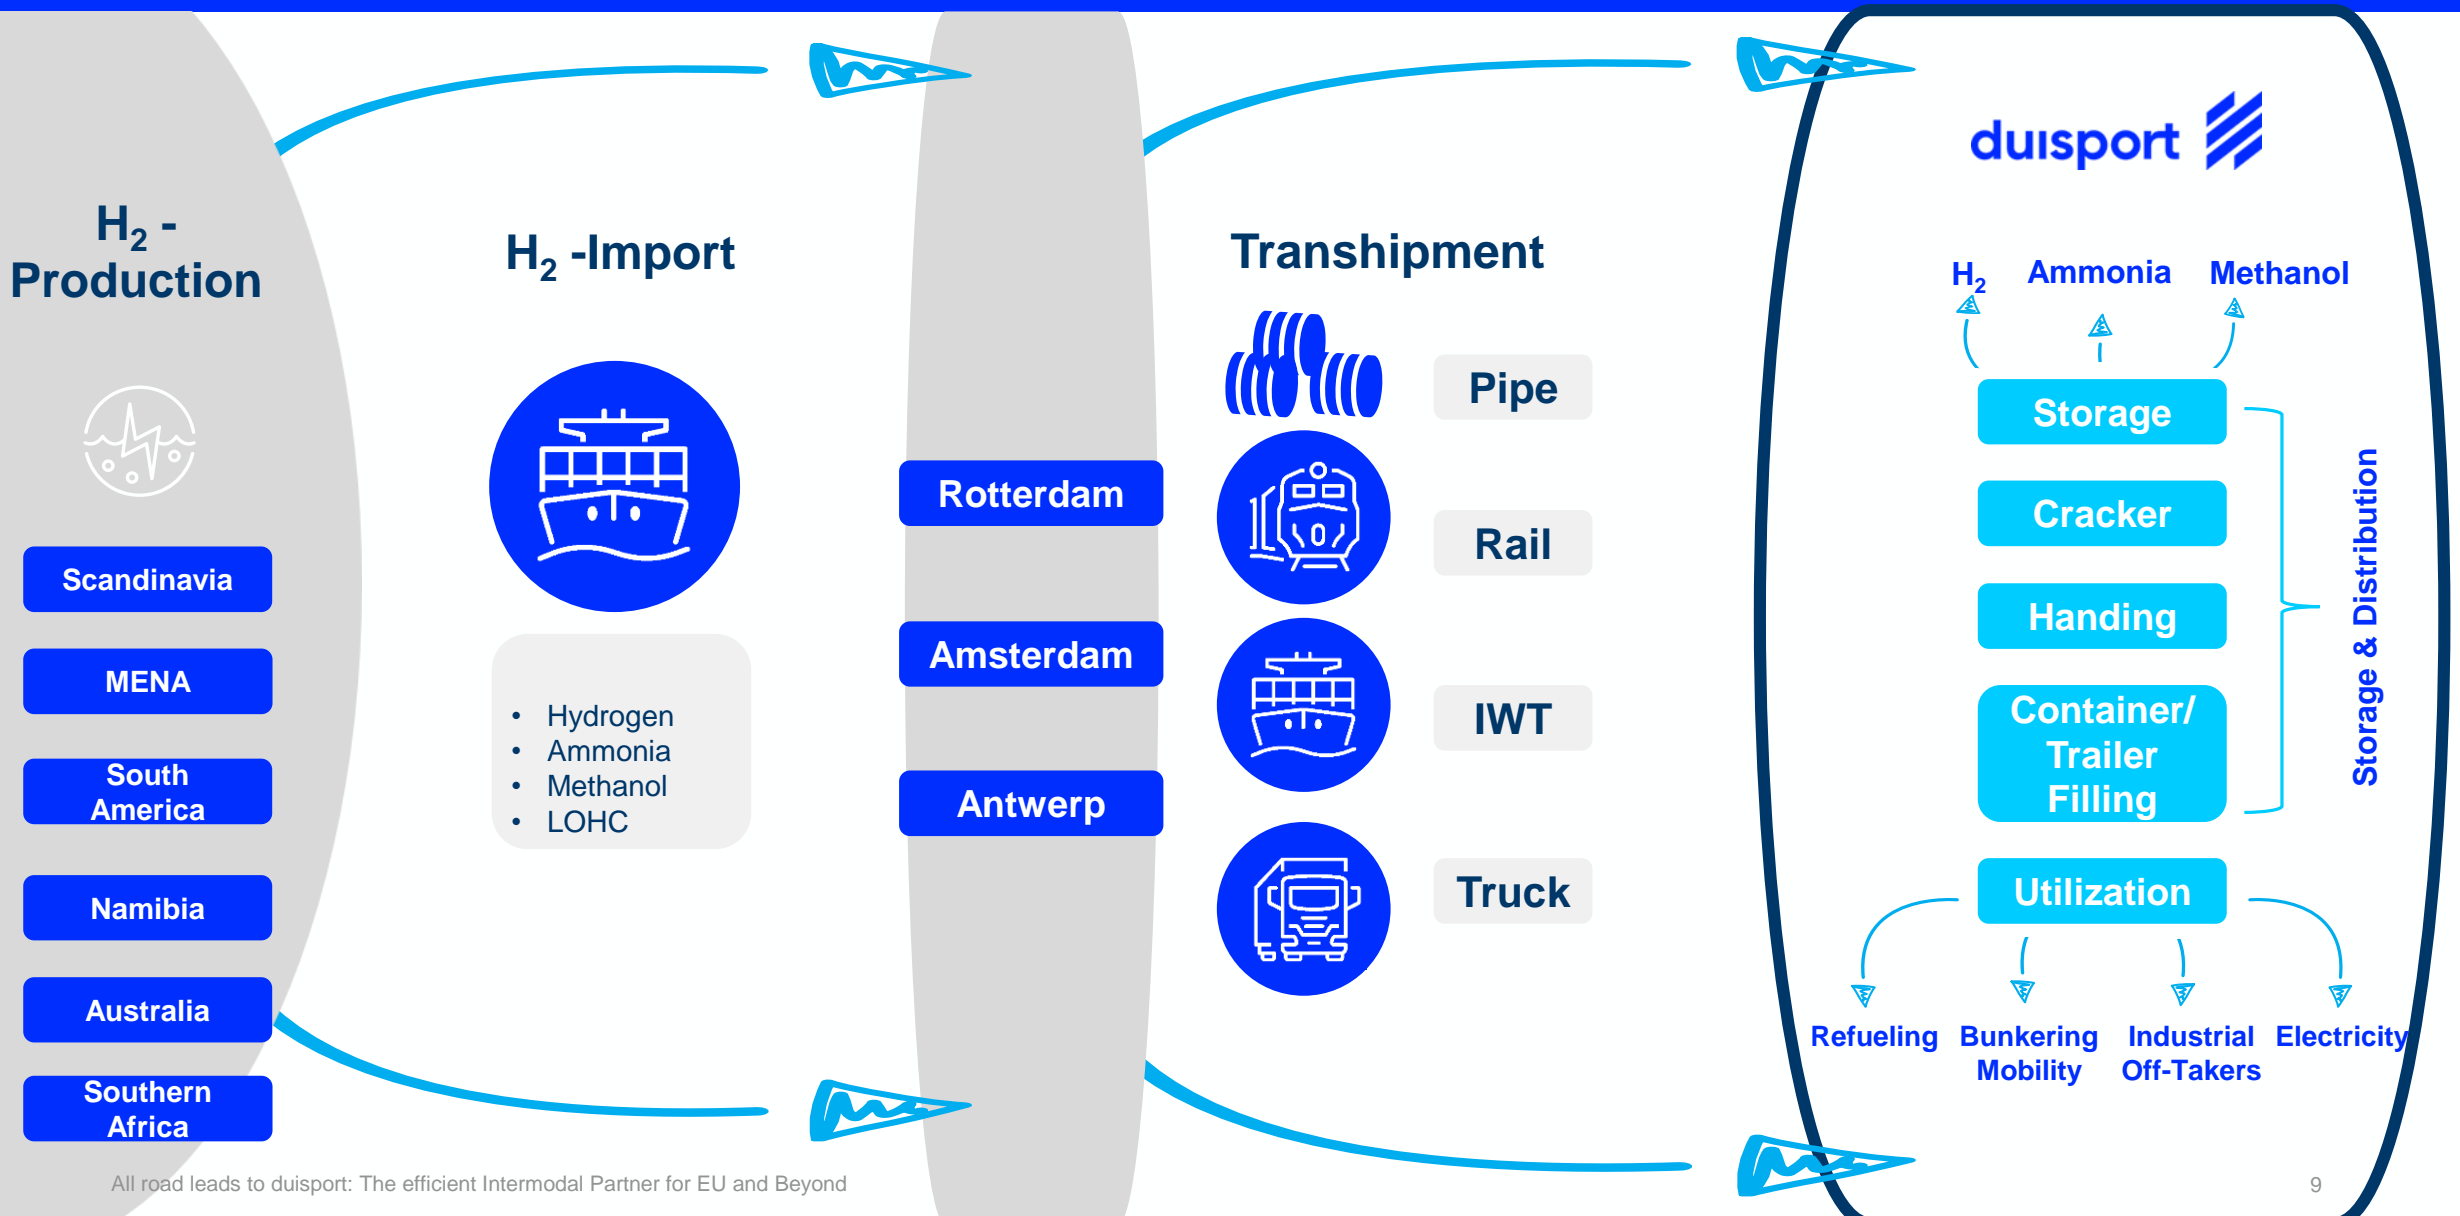 H2 -
Production
Scandinavia
MENA
South
America
Namibia
Australia
Southern
Africa
H2 -Import
• Hydrogen
• Ammonia
• Methanol
• LOHC
Rotterdam
Amsterdam
Antwerp
Transhipment
Pipe
Rail
IWT
Truck
duisport
H2
Ammonia
Methanol
Storage
Cracker
Handing
Container/
Trailer
Filling
Storage & Distribution
Utilization
Refueling
Bunkering
Mobility
Industrial
Off-Takers
Electricity
All road leads to duisport: The efficient Intermodal Partner for EU and Beyond
9